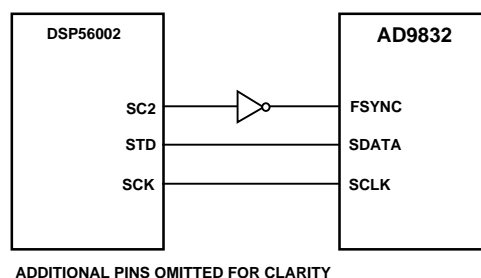 DSP56002
AD9832
SC2
FSYNC
STD
SDATA
SCK
SCLK
ADDITIONAL PINS OMITTED FOR CLARITY